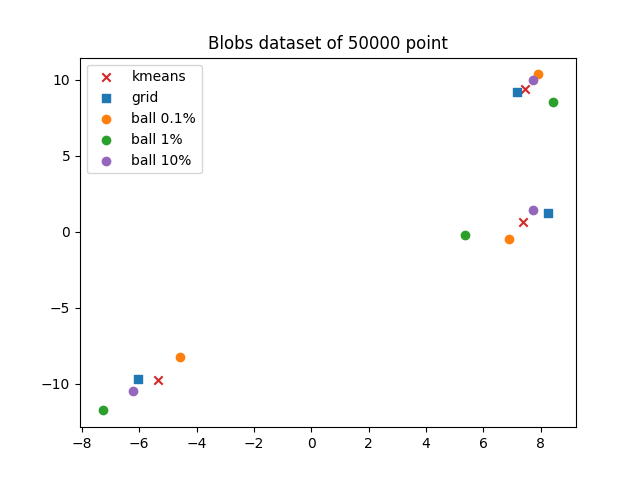 Blobs dataset of 50000 point
kmeans
grid
ball 0.1%
ball 1%
ball 10%
10
5
0
−5
−10
−8 −6 −4 −2 0 2 4 6 8